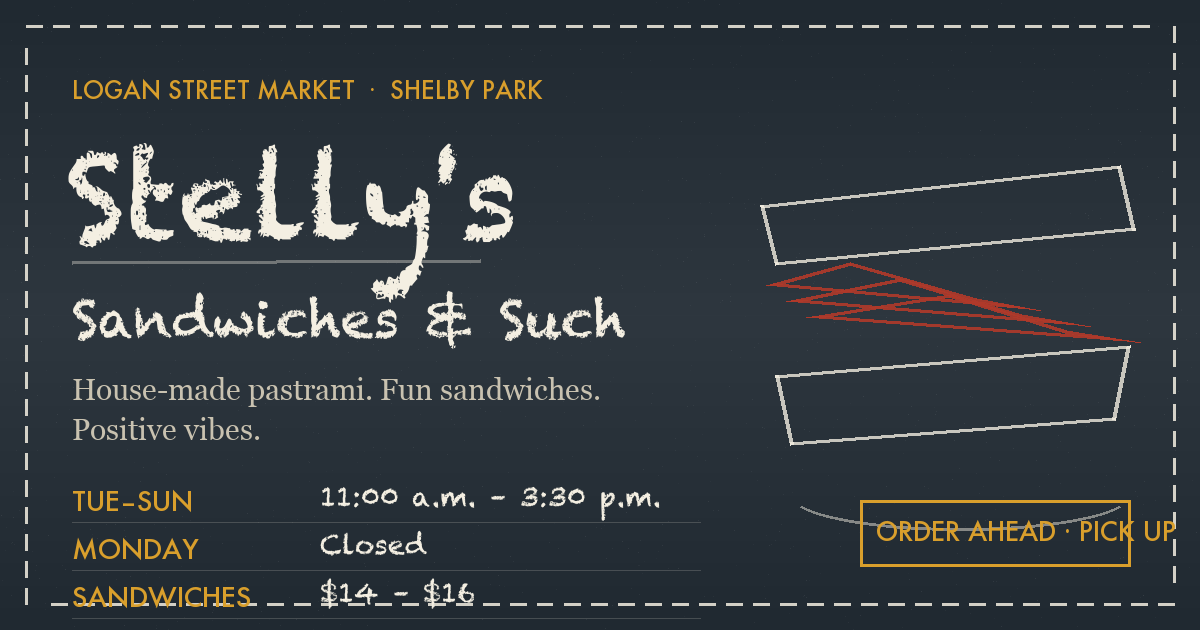 LOGAN STREET MARKET · SHELBY PARK
Stelly's
Sandwiches & Such
House-made pastrami. Fun sandwiches.
Positive vibes.
TUE–SUN 11:00 a.m. – 3:30 p.m.
MONDAY Closed
SANDWICHES $14 – $16
ORDER AHEAD · PICK UP